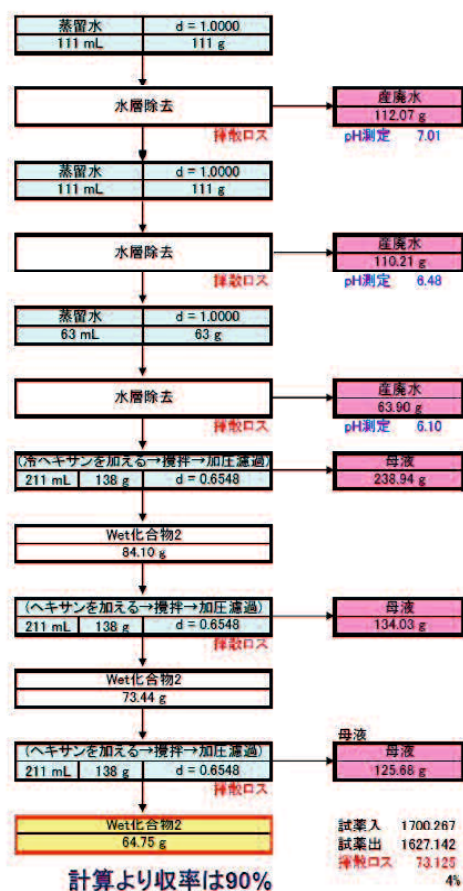 蒸留水 d = 1.0000
111 mL 111 g
水層除去 産廃水
112.07 g
揮散ロス pH測定 7.01
蒸留水 d = 1.0000
111 mL 111 g
水層除去 産廃水
110.21 g
揮散ロス pH測定 6.48
蒸留水 d = 1.0000
63 mL 63 g
水層除去 産廃水
63.90 g
揮散ロス pH測定 6.10
(冷ヘキサンを加える→攪拌→加圧濾過) 母液
211 mL 138 g d = 0.6548 238.94 g
揮散ロス
Wet化合物2
84.10 g
(ヘキサンを加える→攪拌→加圧濾過) 母液
211 mL 138 g d = 0.6548 134.03 g
揮散ロス
Wet化合物2
73.44 g
母液
(ヘキサンを加える→攪拌→加圧濾過) 母液
211 mL 138 g d = 0.6548 125.68 g
揮散ロス
Wet化合物2
64.75 g
試薬入 1700.267
試薬出 1627.142
揮散ロス 73.125
計算より収率は90% 4%